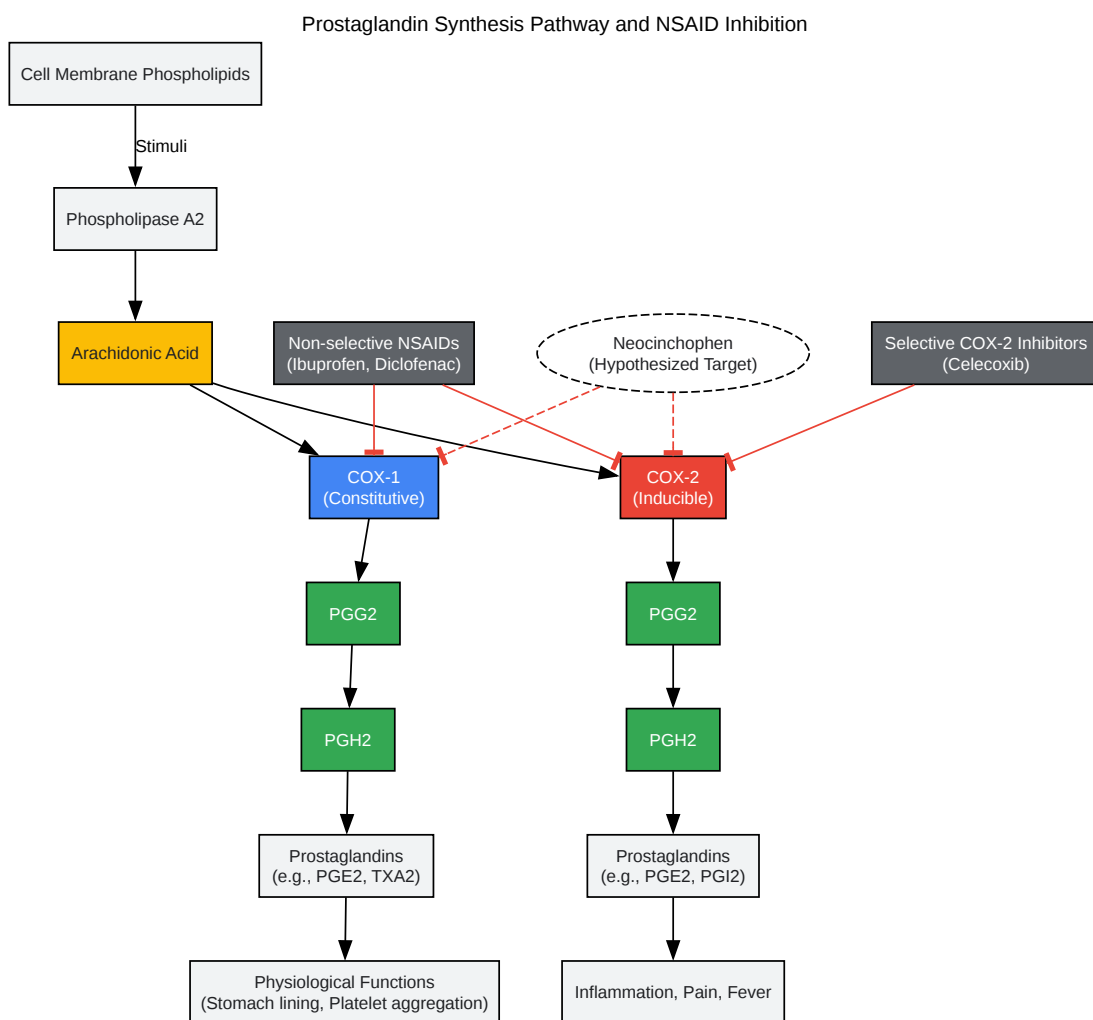 Prostaglandin Synthesis Pathway and NSAID Inhibition
Cell Membrane Phospholipids
Stimuli
Phospholipase A2
Arachidonic Acid
Non-selective NSAIDs
(Ibuprofen, Diclofenac)
Neocinchophen
(Hypothesized Target)
Selective COX-2 Inhibitors
(Celecoxib)
COX-1
(Constitutive)
COX-2
(Inducible)
PGG2
PGG2
PGH2
PGH2
Prostaglandins
(e.g., PGE2, TXA2)
Prostaglandins
(e.g., PGE2, PGI2)
Physiological Functions
(Stomach lining, Platelet aggregation)
Inflammation, Pain, Fever